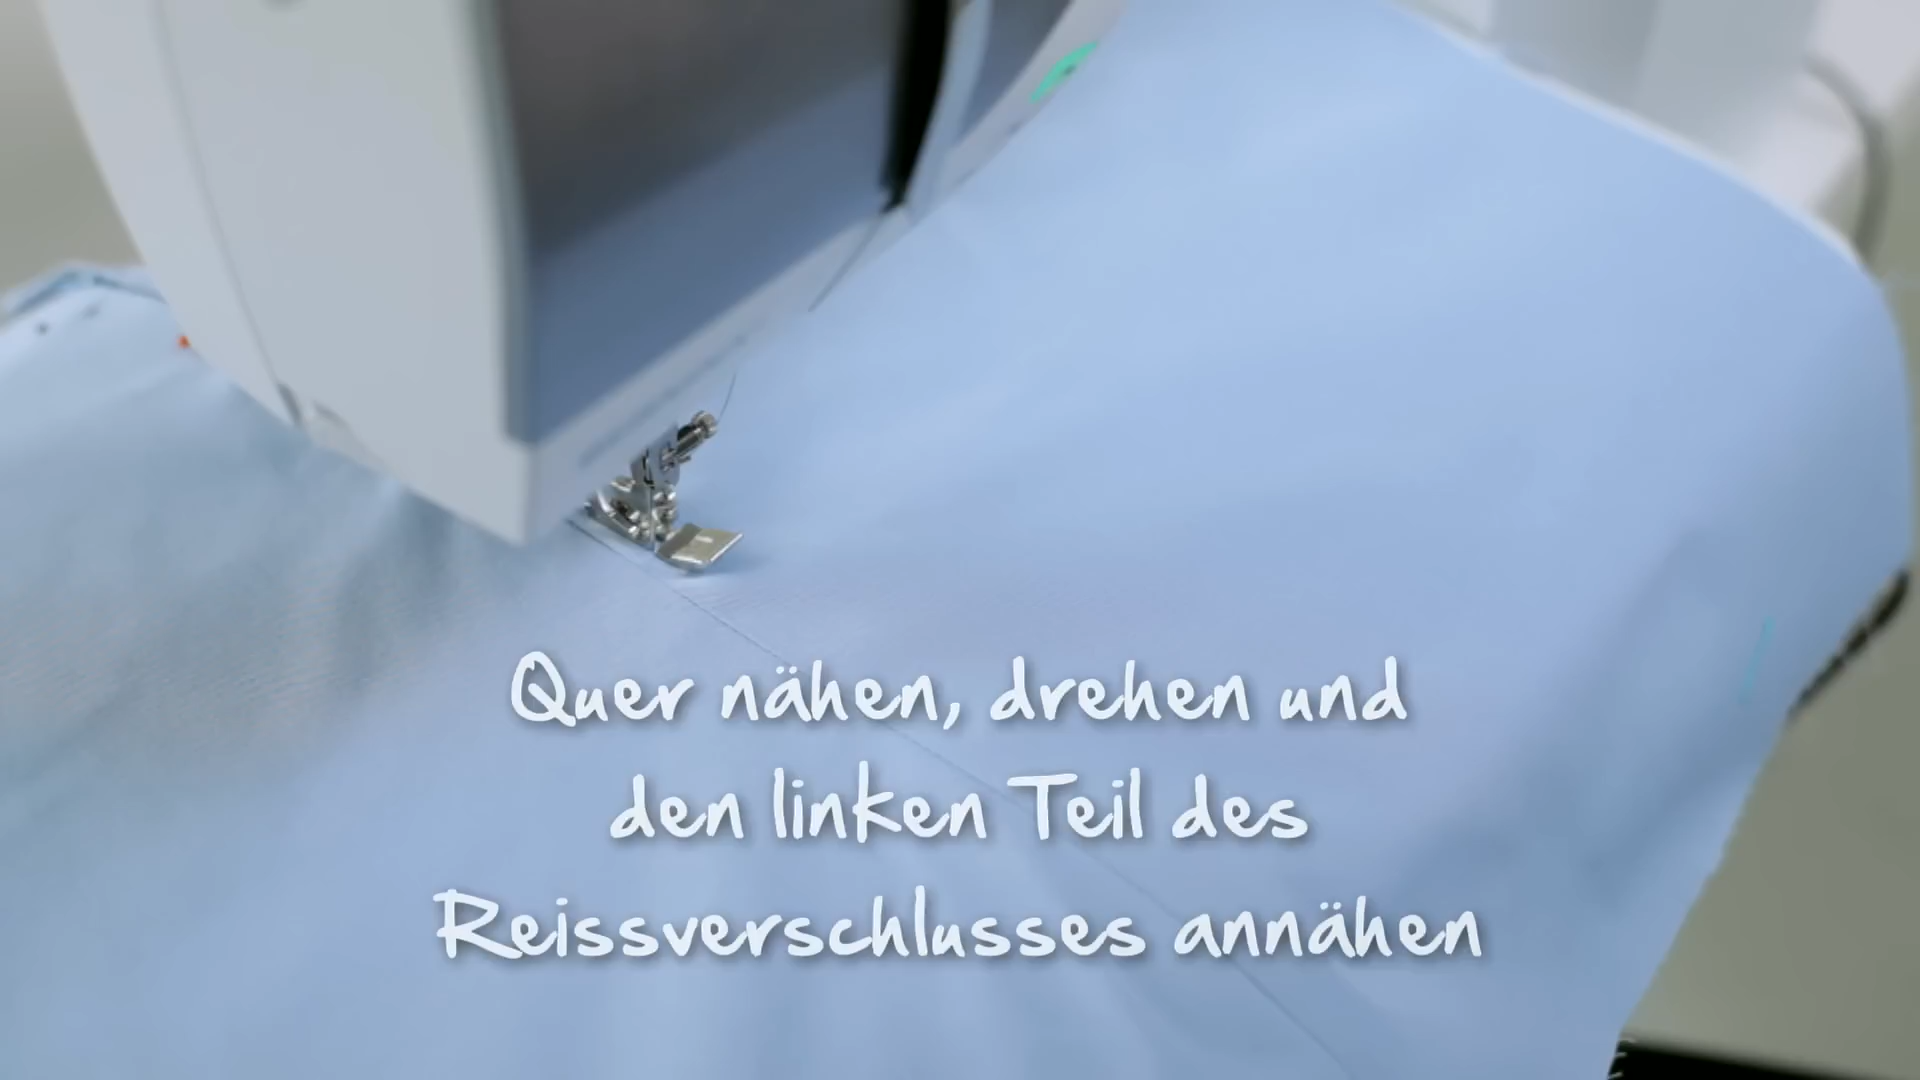 Quer nähen, drehen und
den linken Teil des
Reissverschlusses annähen